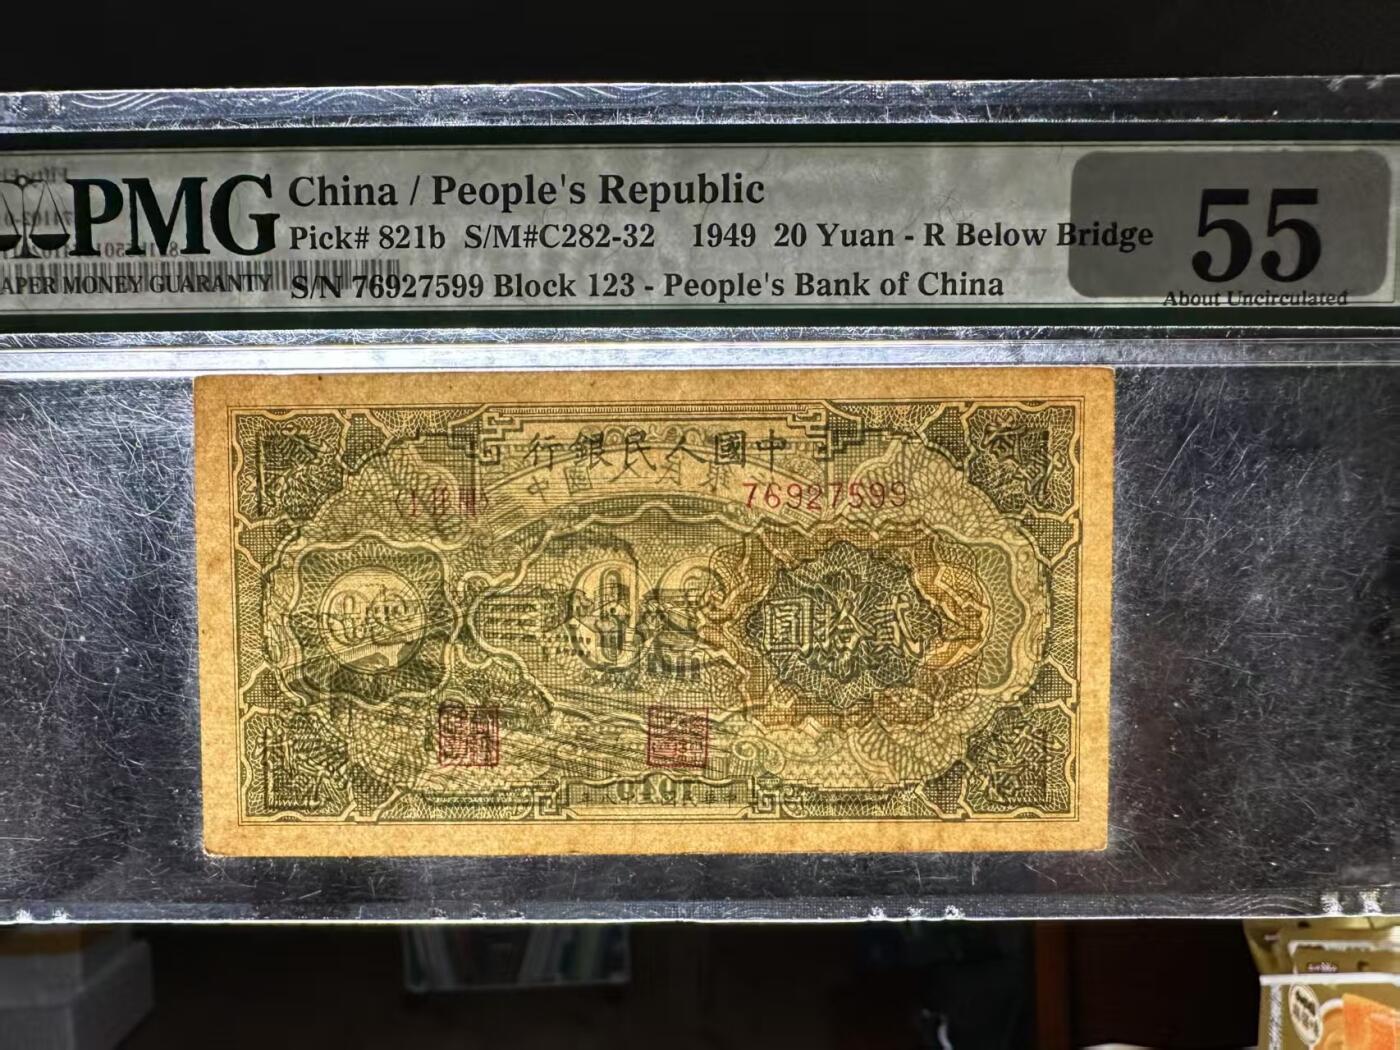 PMG
China / People's Republic
55
Pick# 821b S/M#C282-32 1949 20 Yuan - R Below Bridge
APER MONEY GUARANTY
S/N 76927599 Block 123 - People's Bank of China
About Uncirculated
行銀民人國中
76927599
圓拾貳